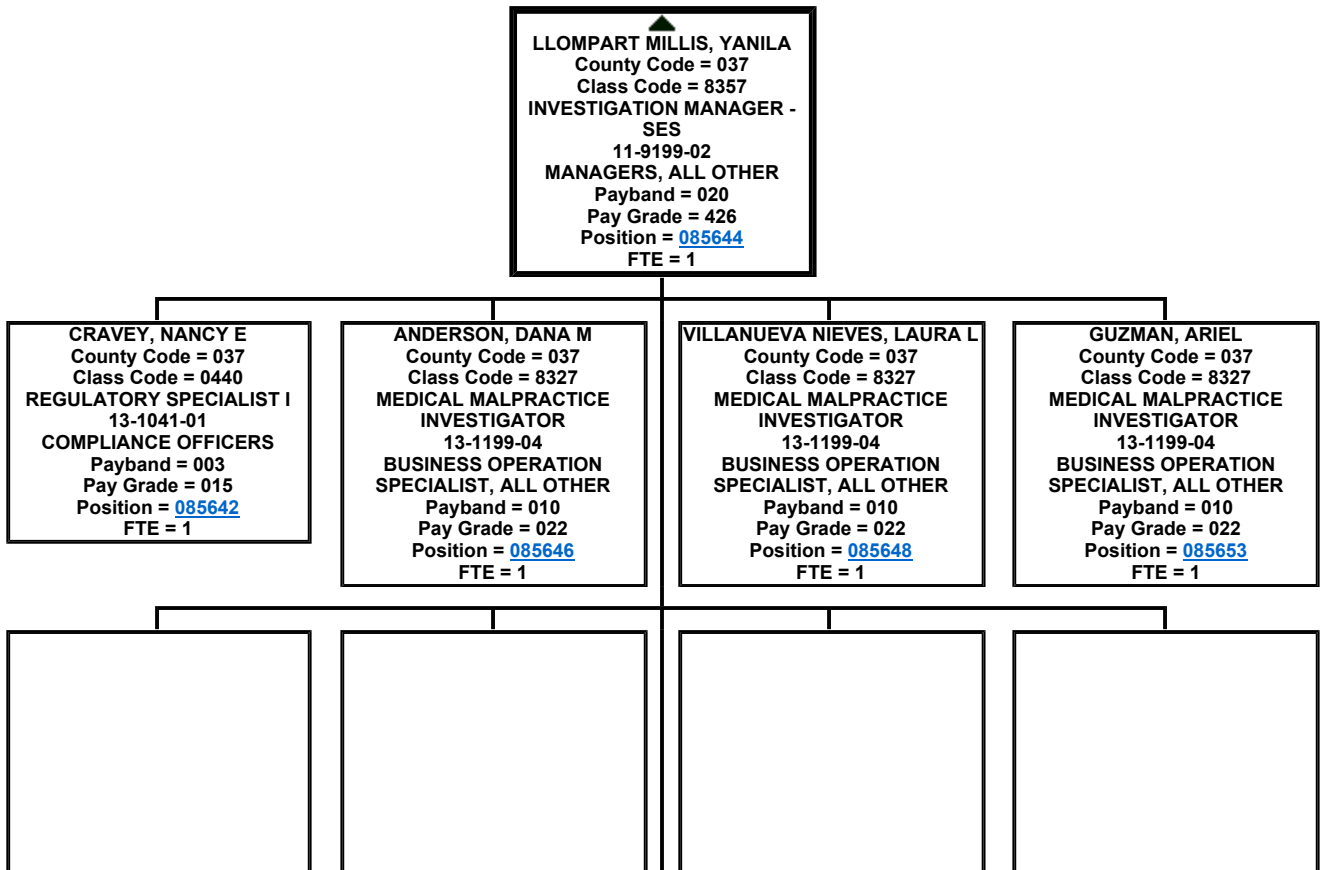 LLOMPART MILLIS, YANILA
County Code = 037
Class Code = 8357
INVESTIGATION MANAGER -
SES
11-9199-02
MANAGERS, ALL OTHER
Payband = 020
Pay Grade = 426
Position = 085644
FTE = 1
CRAVEY, NANCY E
County Code = 037
Class Code = 0440
REGULATORY SPECIALIST I
13-1041-01
COMPLIANCE OFFICERS
Payband = 003
Pay Grade = 015
Position = 085642
FTE = 1
ANDERSON, DANA M
County Code = 037
Class Code = 8327
MEDICAL MALPRACTICE
INVESTIGATOR
13-1199-04
BUSINESS OPERATION
SPECIALIST, ALL OTHER
Payband = 010
Pay Grade = 022
Position = 085646
FTE = 1
VILLANUEVA NIEVES, LAURA L
County Code = 037
Class Code = 8327
MEDICAL MALPRACTICE
INVESTIGATOR
13-1199-04
BUSINESS OPERATION
SPECIALIST, ALL OTHER
Payband = 010
Pay Grade = 022
Position = 085648
FTE = 1
GUZMAN, ARIEL
County Code = 037
Class Code = 8327
MEDICAL MALPRACTICE
INVESTIGATOR
13-1199-04
BUSINESS OPERATION
SPECIALIST, ALL OTHER
Payband = 010
Pay Grade = 022
Position = 085653
FTE = 1